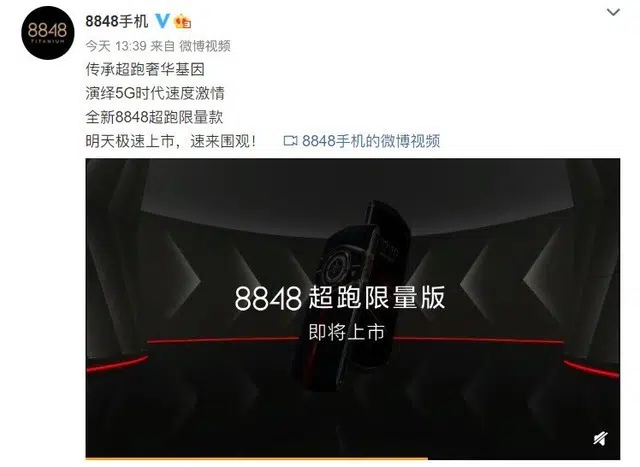 8848
TITANIUM
8848手机
今天 13:39 来自 微博视频
传承超跑奢华基因
演绎5G时代速度激情
全新8848超跑限量款
明天极速上市，速来围观！ 8848手机的微博视频
8848 超跑限量版
即将上市